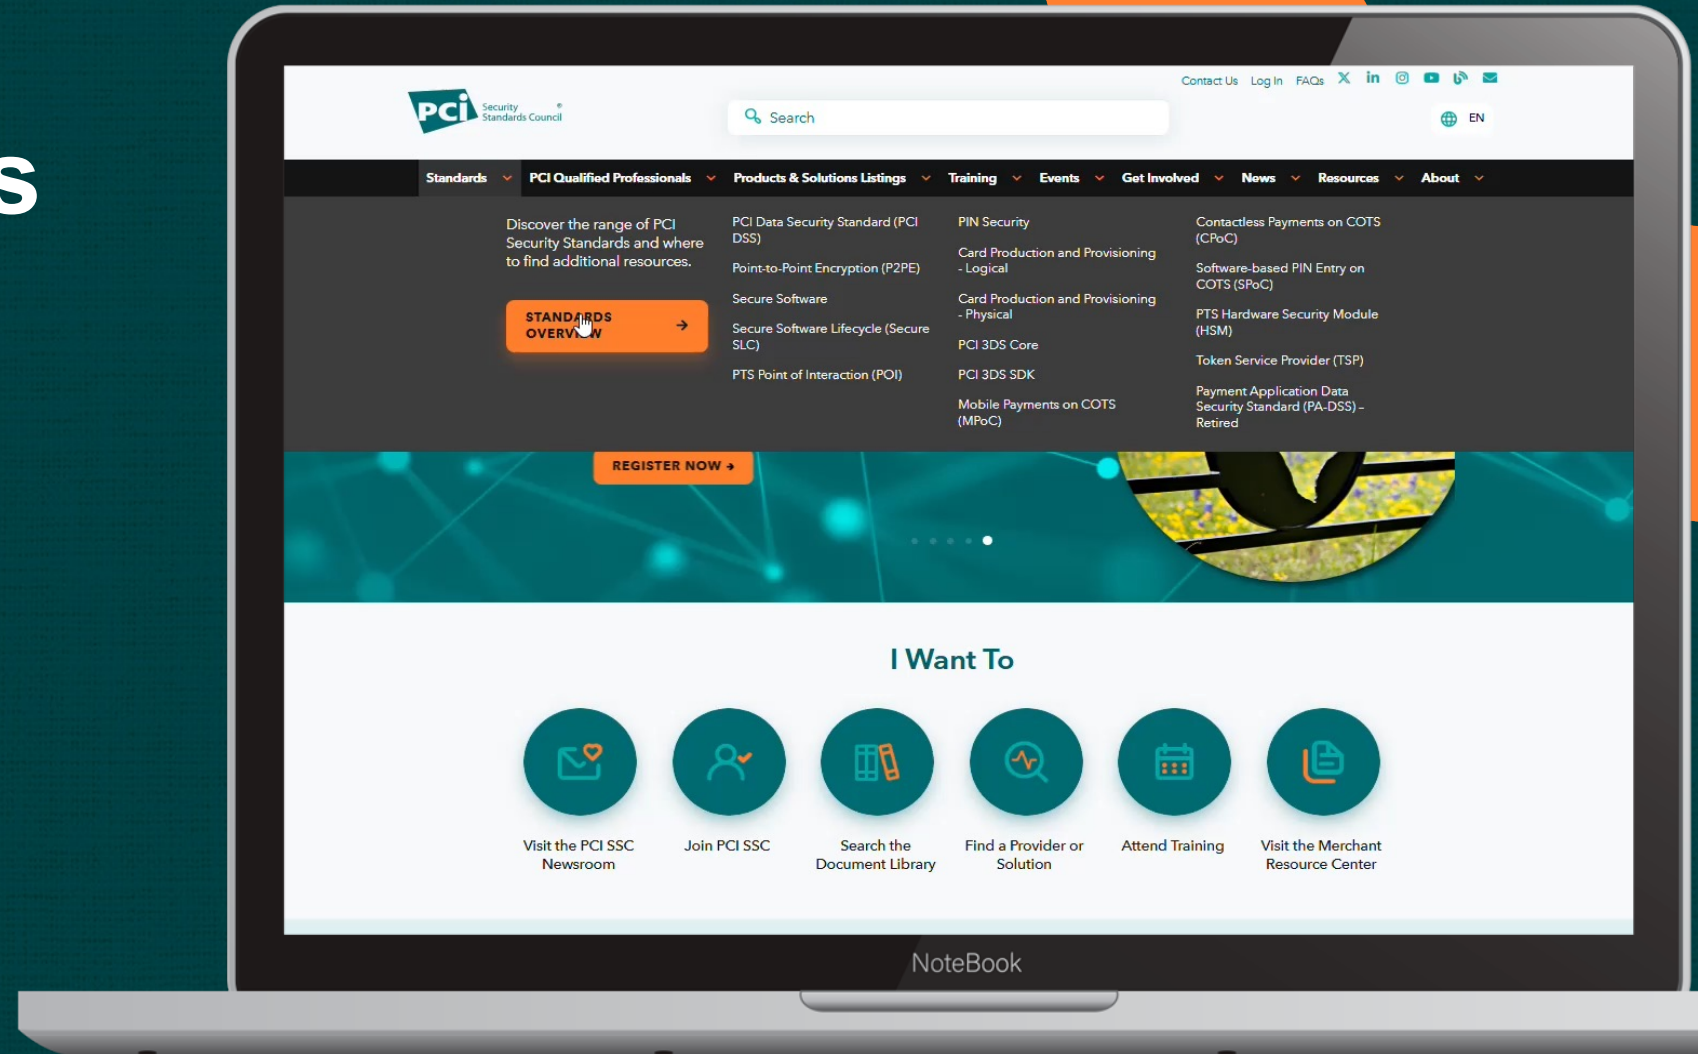 s
Contact Us Log In FAQs
PCi Security
Standards Council ®
Search
EN
Standards PCI Qualified Professionals Products & Solutions Listings Training Events Get Involved News Resources About
Discover the range of PCI
Security Standards and where
to find additional resources.
STANDARDS
OVERVIEW
PCI Data Security Standard (PCI
DSS)
Point-to-Point Encryption (P2PE)
Secure Software
Secure Software Lifecycle (Secure
SLC)
PTS Point of Interaction (POI)
PIN Security
Card Production and Provisioning
- Logical
Card Production and Provisioning
- Physical
PCI 3DS Core
PCI 3DS SDK
Mobile Payments on COTS
(MPoC)
Contactless Payments on COTS
(CPoC)
Software-based PIN Entry on
COTS (SPoC)
PTS Hardware Security Module
(HSM)
Token Service Provider (TSP)
Payment Application Data
Security Standard (PA-DSS) –
Retired
REGISTER NOW
I Want To
Visit the PCI SSC
Newsroom
Join PCI SSC
Search the
Document Library
Find a Provider or
Solution
Attend Training
Visit the Merchant
Resource Center
NoteBook